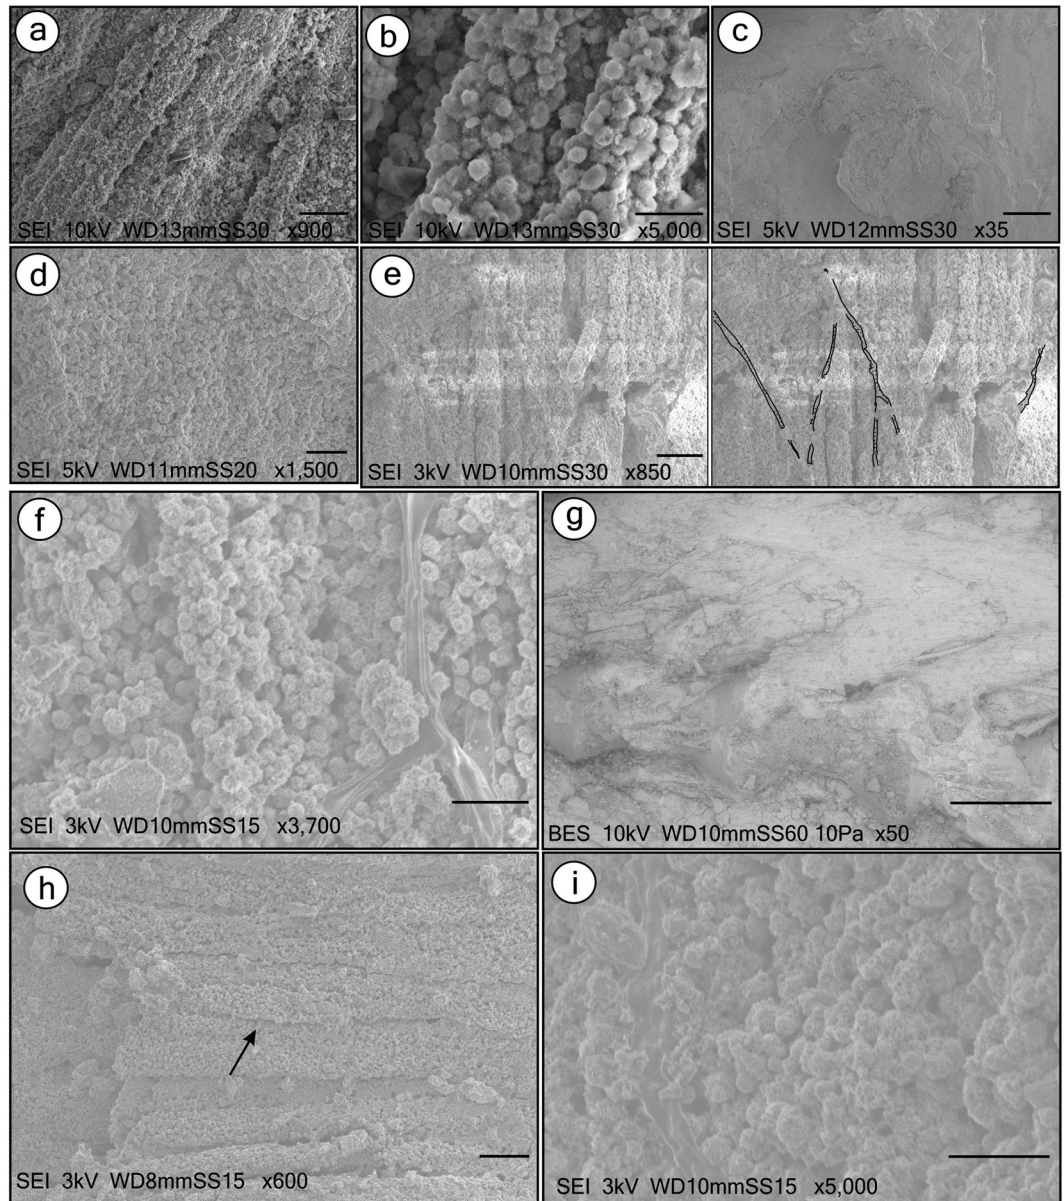 a
SEI 10kV WD13mmSS30 x900
b
SEI 10kV WD13mmSS30 x5,000
c
SEI 5kV WD12mmSS30 x35
d
SEI 5kV WD11mmSS20 x1,500
e
SEI 3kV WD10mmSS30 x850
f
SEI 3kV WD10mmSS15 x3,700
g
BES 10kV WD10mmSS60 10Pa x50
h
SEI 3kV WD8mmSS15 x600
i
SEI 3kV WD10mmSS15 x5,000